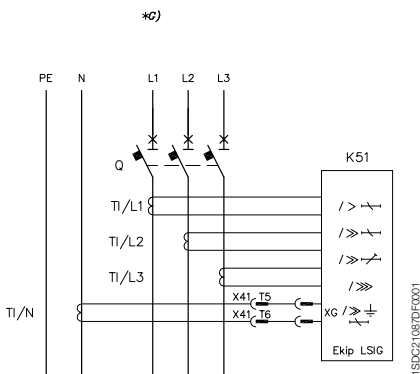 *G)
PE N L1 L2 L3
Q
K51
TI/L1
TI/L2
TI/L3
TI/N
X41 T5
X41 T6
I >
I >>
I >>>
I >>>
XG I >>
Ekip LSIG
1SDC21087DF0001